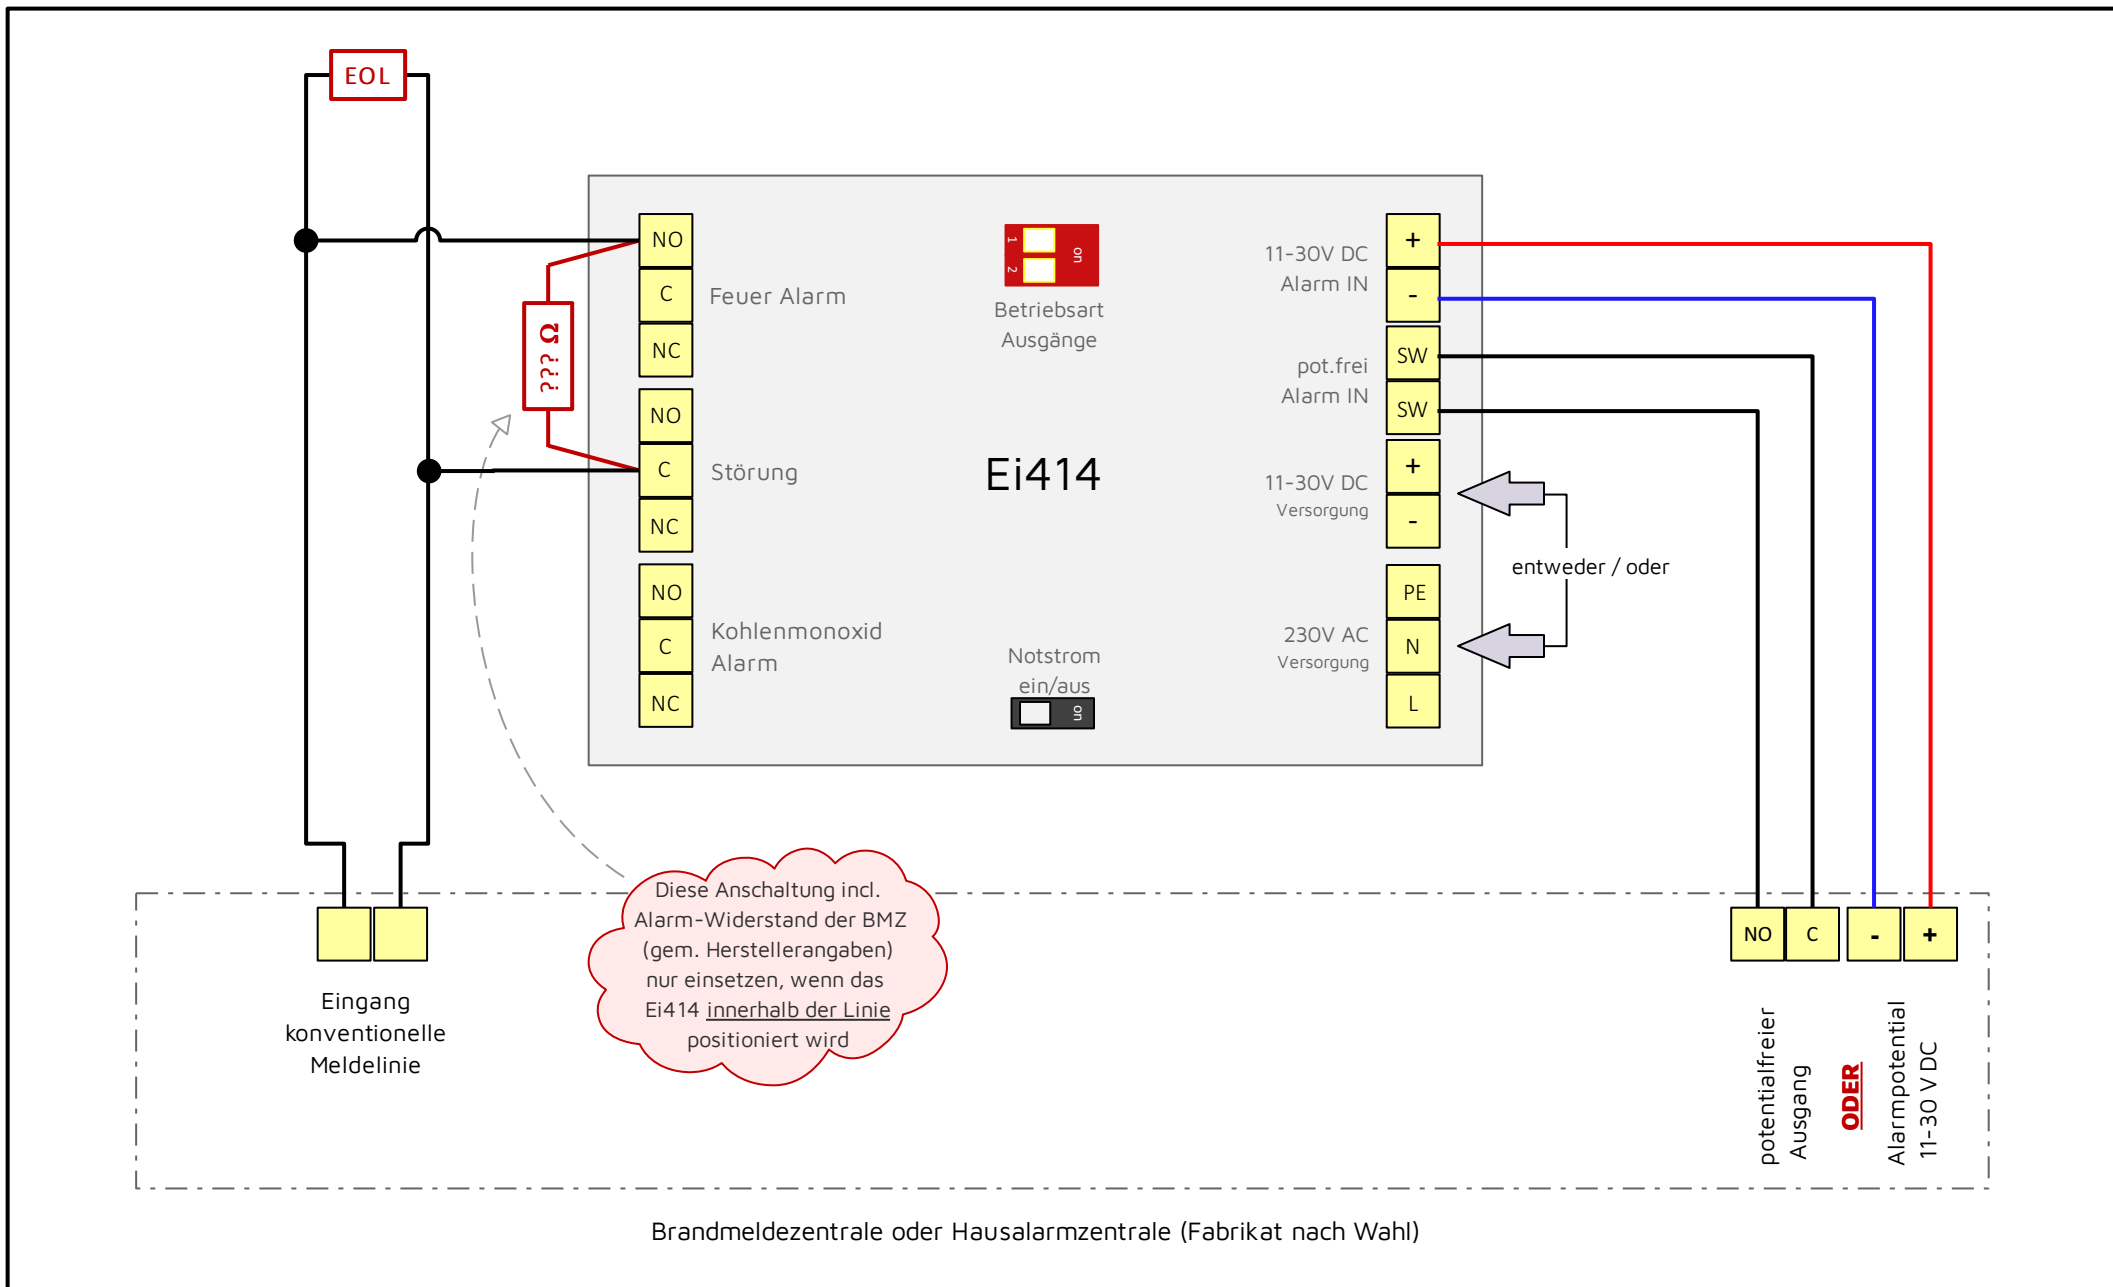 EOL
NO
C
NC
Feuer Alarm
???? Ω
NO
C
NC
Störung
NO
C
NC
Kohlenmonoxid
Alarm
1
2
on
Betriebsart
Ausgänge
Ei414
Notstrom
ein/aus
on
11-30V DC
Alarm IN
+
-
pot.frei
Alarm IN
SW
SW
11-30V DC
Versorgung
+
-
230V AC
Versorgung
PE
N
L
entweder / oder
Diese Anschaltung incl.
Alarm-Widerstand der BMZ
(gem. Herstellerangaben)
nur einsetzen, wenn das
Ei414 innerhalb der Linie
positioniert wird
Eingang
konventionelle
Meldelinie
NO
C
-
+
potentialfreier
Ausgang
ODER
Alarmpotential
11-30 V DC
Brandmeldezentrale oder Hausalarmzentrale (Fabrikat nach Wahl)